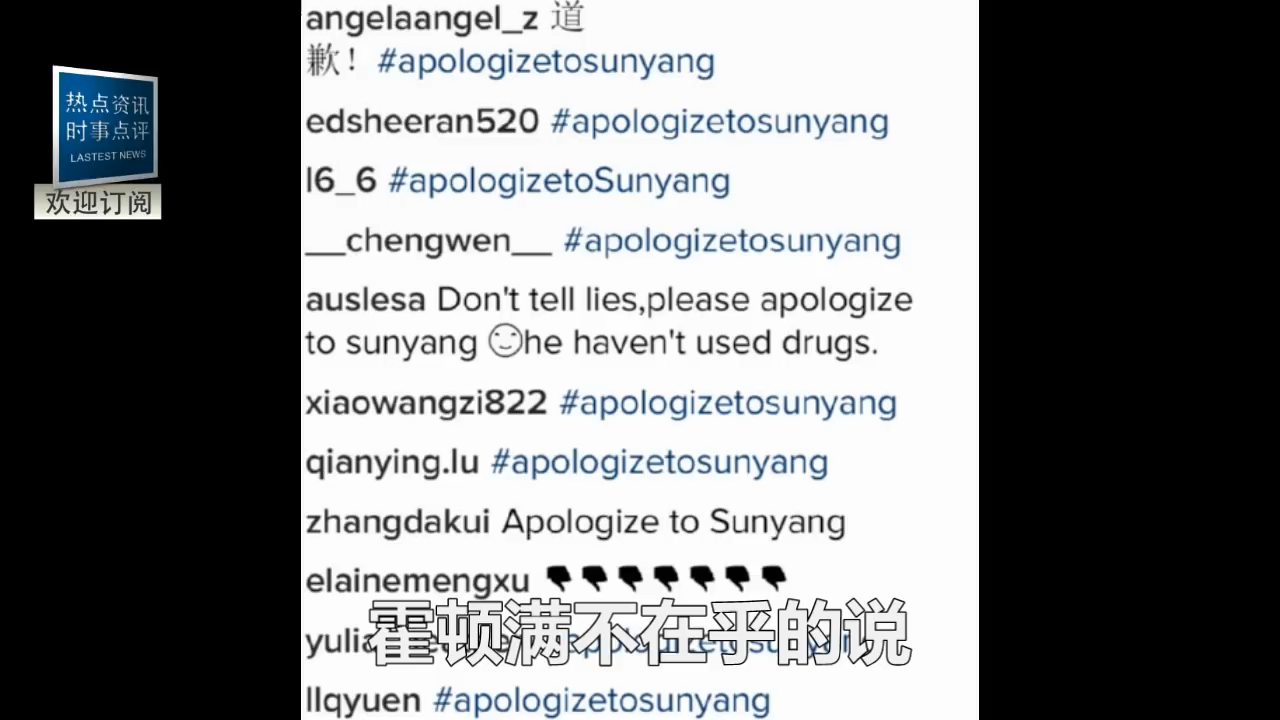 angelaangel_z 道
歉！ #apologizetosunyang
edsheeran520 #apologizetosunyang
l6_6 #apologizetoSunyang
__chengwen__ #apologizetosunyang
auslesa Don't tell lies,please apologize
to sunyang 😏he haven't used drugs.
xiaowangzi822 #apologizetosunyang
qianying.lu #apologizetosunyang
zhangdakui Apologize to Sunyang
elainemengxu 👎👎👎👎👎👎👎
霍顿满不在乎的说
llqyuen #apologizetosunyang
热点资讯
时事点评
LASTEST NEWS
欢迎订阅